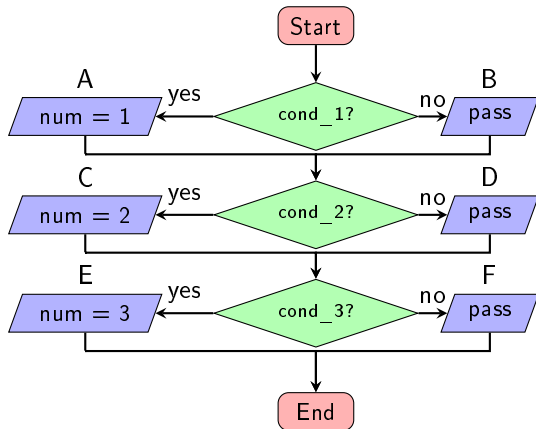 Start
A
B
yes
no
num = 1
cond_1?
pass
C
D
yes
no
num = 2
cond_2?
pass
E
F
yes
no
num = 3
cond_3?
pass
End